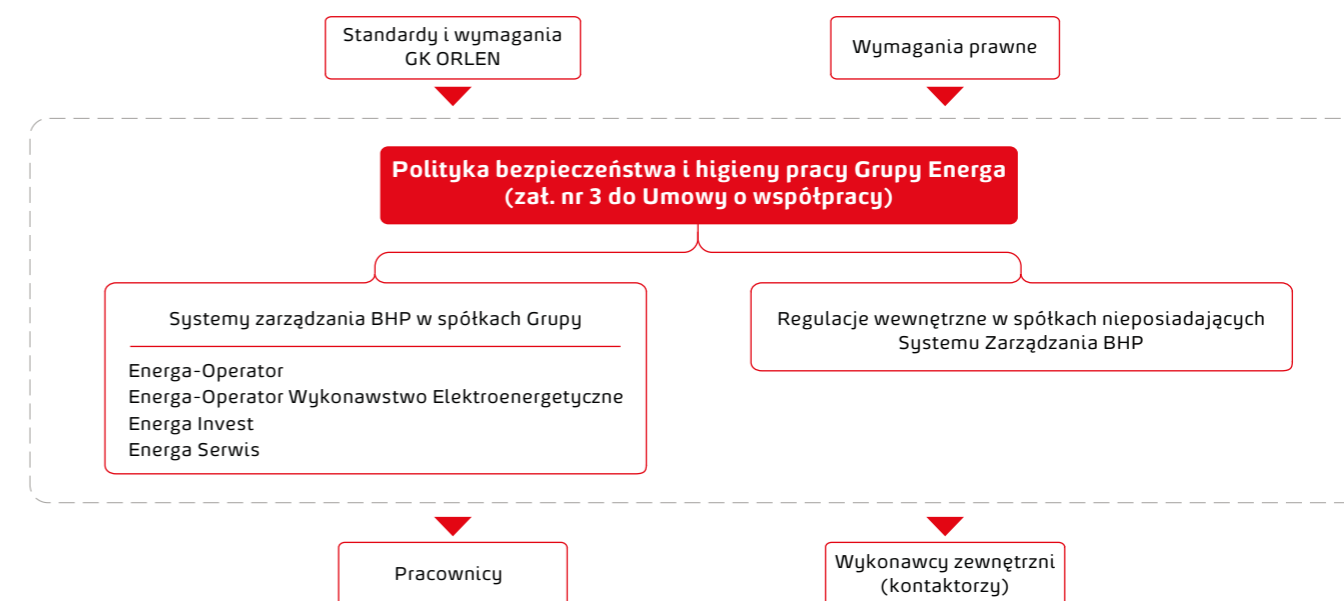 Standardy i wymagania
GK ORLEN
Wymagania prawne
Polityka bezpieczeństwa i higieny pracy Grupy Energa
(zał. nr 3 do Umowy o współpracy)
Systemy zarządzania BHP w spółkach Grupy
Energa-Operator
Energa-Operator Wykonawstwo Elektroenergetyczne
Energa Invest
Energa Serwis
Regulacje wewnętrzne w spółkach nieposiadających
Systemu Zarządzania BHP
Pracownicy
Wykonawcy zewnętrzni
(kontaktorzy)